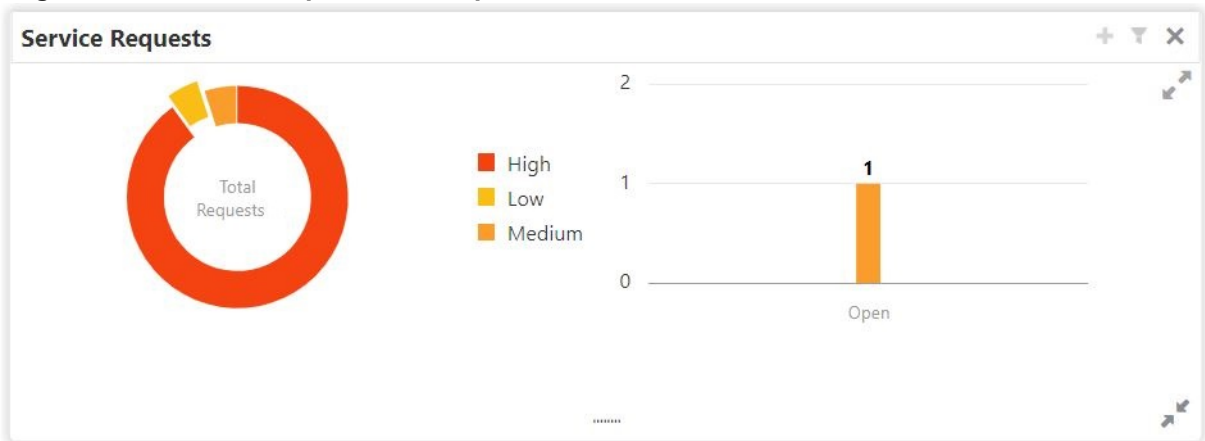 Service Requests
Total
Requests
High
Low
Medium
2
1
0
1
Open